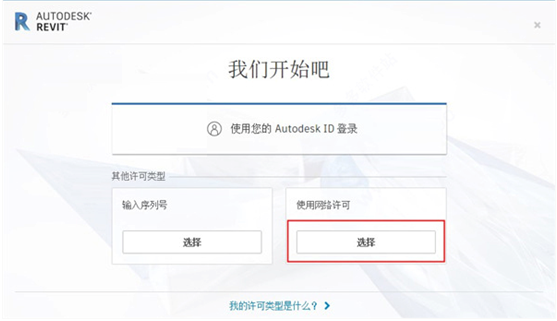 AUTODESK
REVIT
我们开始吧
使用您的 Autodesk ID 登录
其他许可类型
输入序列号
使用网络许可
选择
选择
我的许可类型是什么？